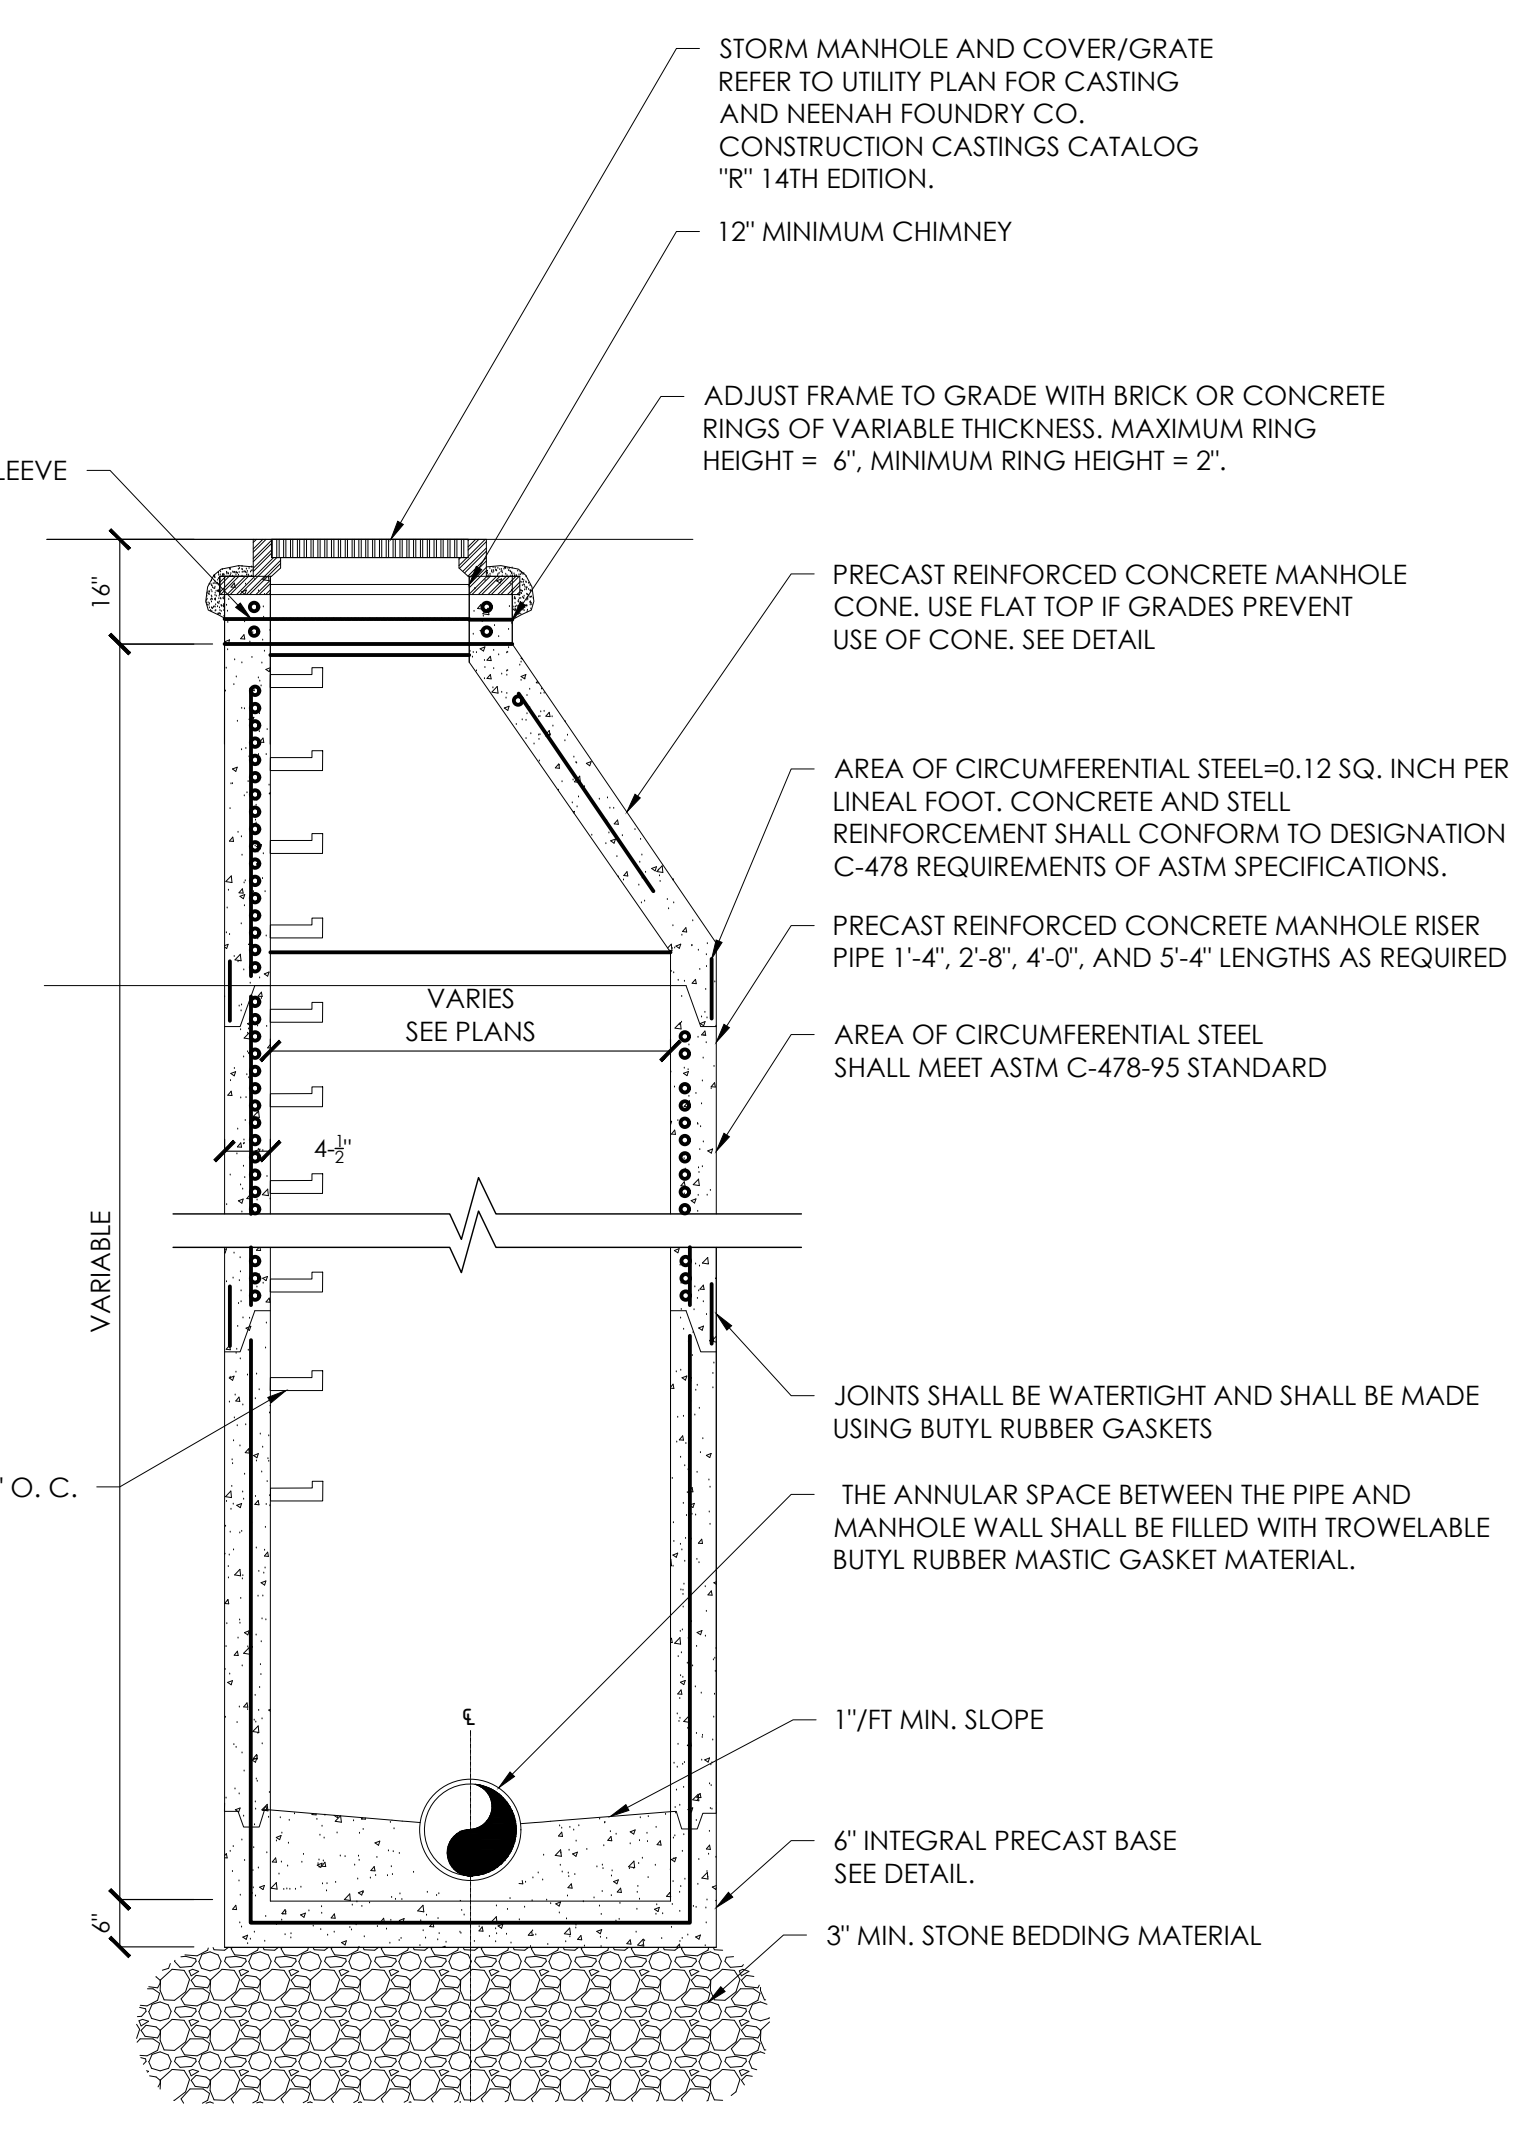 STORM MANHOLE AND COVER/GRATE
REFER TO UTILITY PLAN FOR CASTING
AND NEENAH FOUNDRY CO.
CONSTRUCTION CASTINGS CATALOG
"R" 14TH EDITION.
12" MINIMUM CHIMNEY
ADJUST FRAME TO GRADE WITH BRICK OR CONCRETE
RINGS OF VARIABLE THICKNESS. MAXIMUM RING
HEIGHT = 6", MINIMUM RING HEIGHT = 2".
LEEVE
16"
PRECAST REINFORCED CONCRETE MANHOLE
CONE. USE FLAT TOP IF GRADES PREVENT
USE OF CONE. SEE DETAIL
AREA OF CIRCUMFERENTIAL STEEL=0.12 SQ. INCH PER
LINEAL FOOT. CONCRETE AND STELL
REINFORCEMENT SHALL CONFORM TO DESIGNATION
C-478 REQUIREMENTS OF ASTM SPECIFICATIONS.
PRECAST REINFORCED CONCRETE MANHOLE RISER
PIPE 1'-4", 2'-8", 4'-0", AND 5'-4" LENGTHS AS REQUIRED
VARIES
SEE PLANS
AREA OF CIRCUMFERENTIAL STEEL
SHALL MEET ASTM C-478-95 STANDARD
4-1/2"
VARIABLE
JOINTS SHALL BE WATERTIGHT AND SHALL BE MADE
USING BUTYL RUBBER GASKETS
" O. C.
THE ANNULAR SPACE BETWEEN THE PIPE AND
MANHOLE WALL SHALL BE FILLED WITH TROWELABLE
BUTYL RUBBER MASTIC GASKET MATERIAL.
℄
1"/FT MIN. SLOPE
6" INTEGRAL PRECAST BASE
SEE DETAIL.
6"
3" MIN. STONE BEDDING MATERIAL